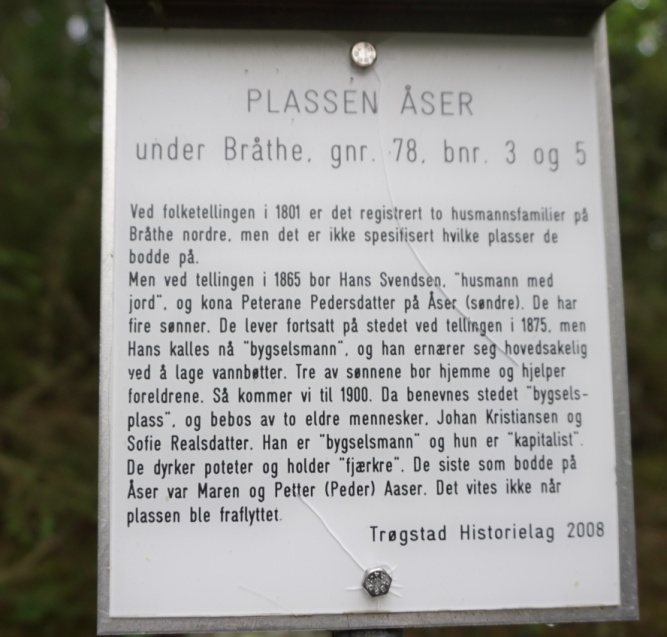 PLASSEN ÅSER
under Bråthe, gnr. 78, bnr. 3 og 5
Ved folketellingen i 1801 er det registrert to husmannsfamilier på
Bråthe nordre, men det er ikke spesifisert hvilke plasser de
bodde på.
Men ved tellingen i 1865 bor Hans Svendsen, "husmann med
jord", og kona Peterane Pedersdatter på Åser (søndre). De har
fire sønner. De lever fortsatt på stedet ved tellingen i 1875, men
Hans kalles nå "bygselsmann", og han ernærer seg hovedsakelig
ved å lage vannbøtter. Tre av sønnene bor hjemme og hjelper
foreldrene. Så kommer vi til 1900. Da benevnes stedet "bygsels-
plass", og bebos av to eldre mennesker, Johan Kristiansen og
Sofie Realsdatter. Han er "bygselsmann" og hun er "kapitalist".
De dyrker poteter og holder "fjærkre". De siste som bodde på
Åser var Maren og Petter (Peder) Aaser. Det vites ikke når
plassen ble fraflyttet.
Trøgstad Historielag 2008